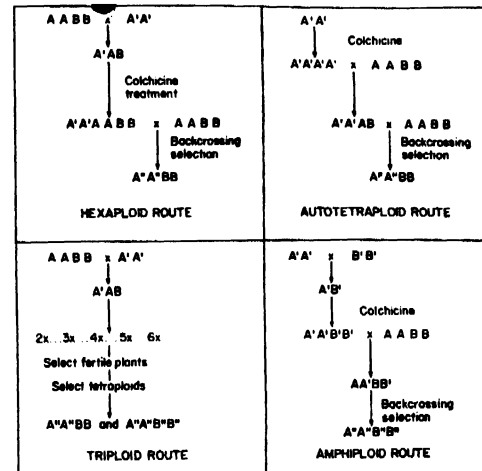 A A B B x A'A'
A'AB
Colchicine
treatment
A'A'A A B B x A A B B
Backcrossing
selection
A"A"BB
HEXAPLOID ROUTE
A'A'
Colchicine
A'A'A'A' x A A B B
A'A'AB x A A B B
Backcrossing
selection
A"A"BB
AUTOTETRAPLOID ROUTE
A A B B x A'A'
A'AB
2x...3x ..4x...5x 6x
Select fertile plants
Select tetraploids
A"A"BB and A"A"B"B"
TRIPLOID ROUTE
A'A' x B'B'
A'B'
Colchicine
A'A'B'B' x A A B B
AA'BB'
Backcrossing
selection
A"A"B"B"
AMPHIPLOID ROUTE